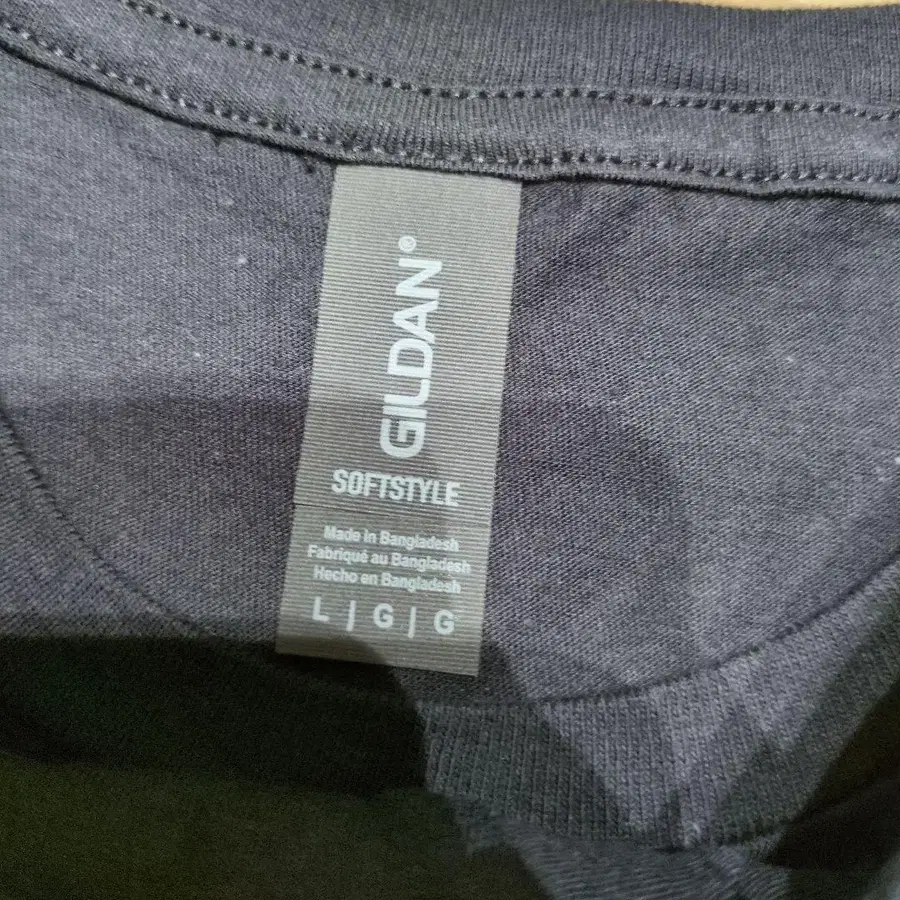 GILDAN®
SOFTSTYLE
Made in Bangladesh
Fabriqué au Bangladesh
Hecho en Bangladesh
L | G | G